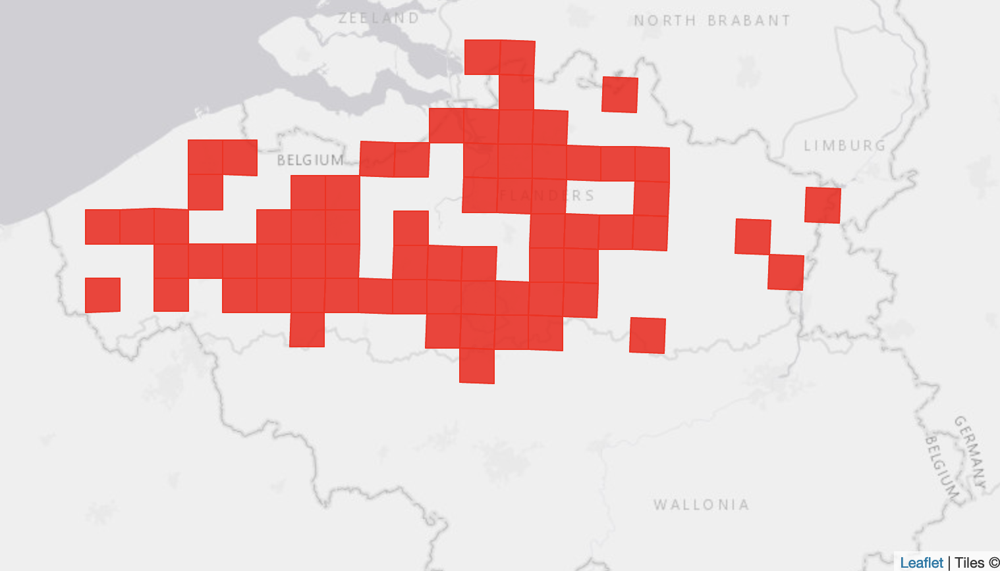 ZEELAND
NORTH BRABANT
LIMBURG
BELGIUM
FLANDERS
GERMANY
BELGIUM
WALLONIA
Leaflet | Tiles ©